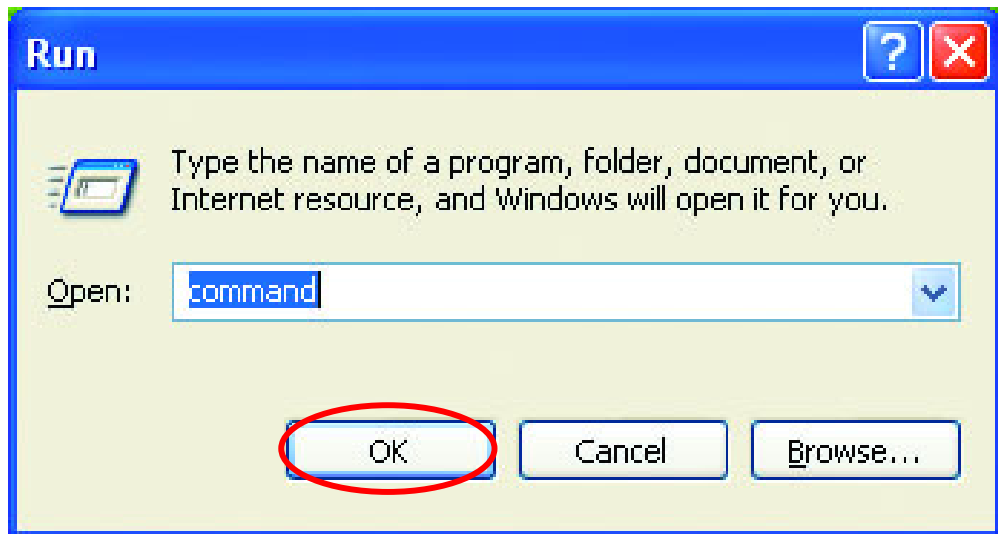 Run
Type the name of a program, folder, document, or
Internet resource, and Windows will open it for you.
Open: command
OK Cancel Browse...